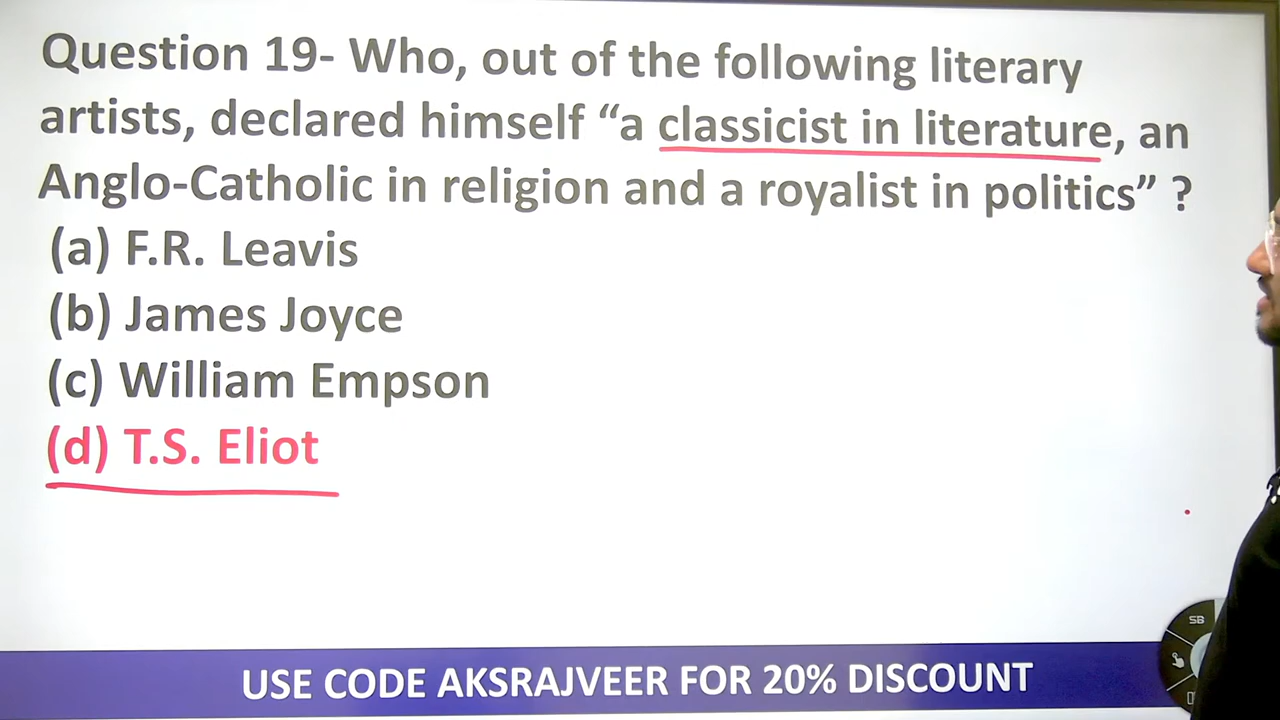 Question 19- Who, out of the following literary
artists, declared himself “a classicist in literature, an
Anglo-Catholic in religion and a royalist in politics” ?
(a) F.R. Leavis
(b) James Joyce
(c) William Empson
(d) T.S. Eliot
SB
USE CODE AKSRAJVEER FOR 20% DISCOUNT